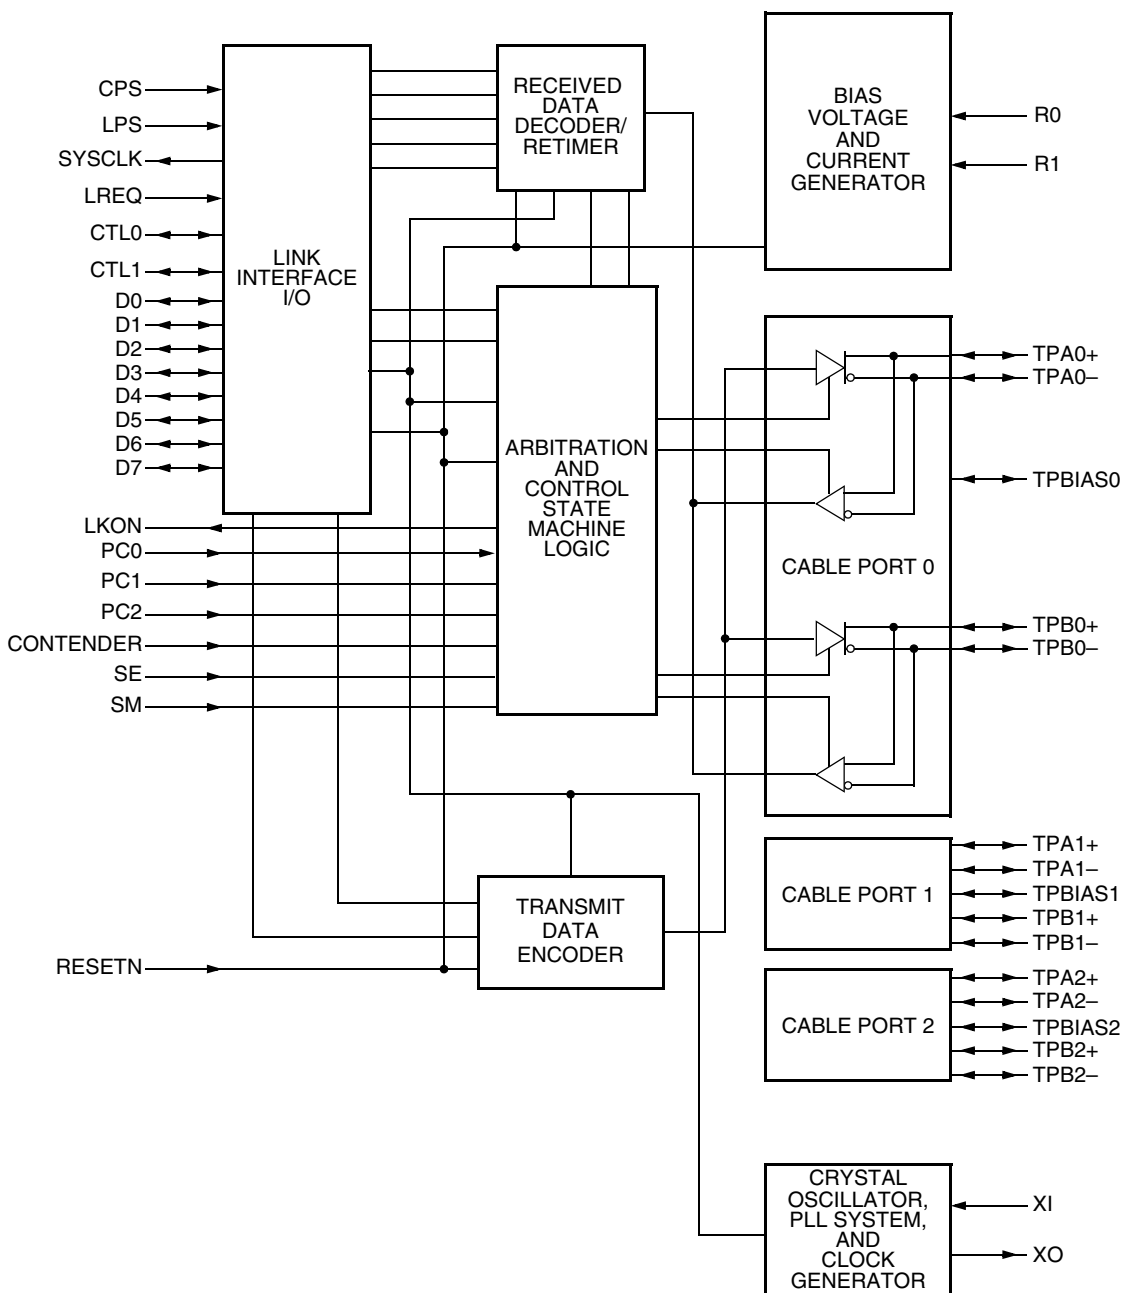 CPS
LPS
SYSCLK
LREQ
CTL0
CTL1
D0
D1
D2
D3
D4
D5
D6
D7
LKON
PC0
PC1
PC2
CONTENDER
SE
SM
RESETN
LINK
INTERFACE
I/O
RECEIVED
DATA
DECODER/
RETIMER
ARBITRATION
AND
CONTROL
STATE
MACHINE
LOGIC
TRANSMIT
DATA
ENCODER
BIAS
VOLTAGE
AND
CURRENT
GENERATOR
R0
R1
CABLE PORT 0
TPA0+
TPA0–
TPBIAS0
TPB0+
TPB0–
CABLE PORT 1
TPA1+
TPA1–
TPBIAS1
TPB1+
TPB1–
CABLE PORT 2
TPA2+
TPA2–
TPBIAS2
TPB2+
TPB2–
CRYSTAL
OSCILLATOR,
PLL SYSTEM,
AND
CLOCK
GENERATOR
XI
XO